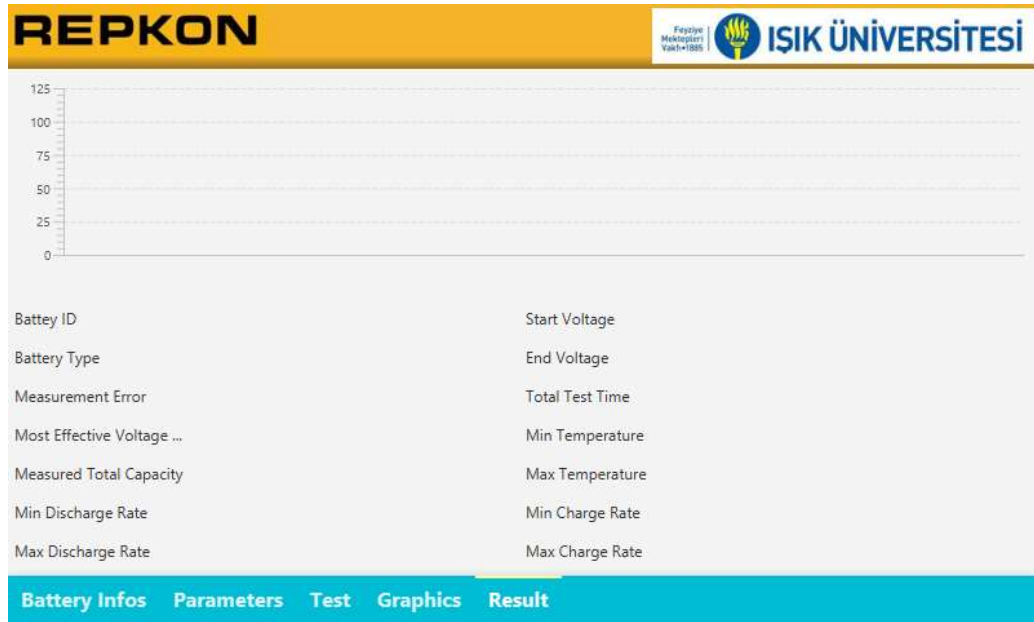 REPKON
Feyziye
Mektepleri
Vakfı•1885
IŞIK ÜNİVERSİTESİ
125
100
75
50
25
0
Battey ID
Start Voltage
Battery Type
End Voltage
Measurement Error
Total Test Time
Most Effective Voltage ...
Min Temperature
Measured Total Capacity
Max Temperature
Min Discharge Rate
Min Charge Rate
Max Discharge Rate
Max Charge Rate
Battery Infos Parameters Test Graphics Result